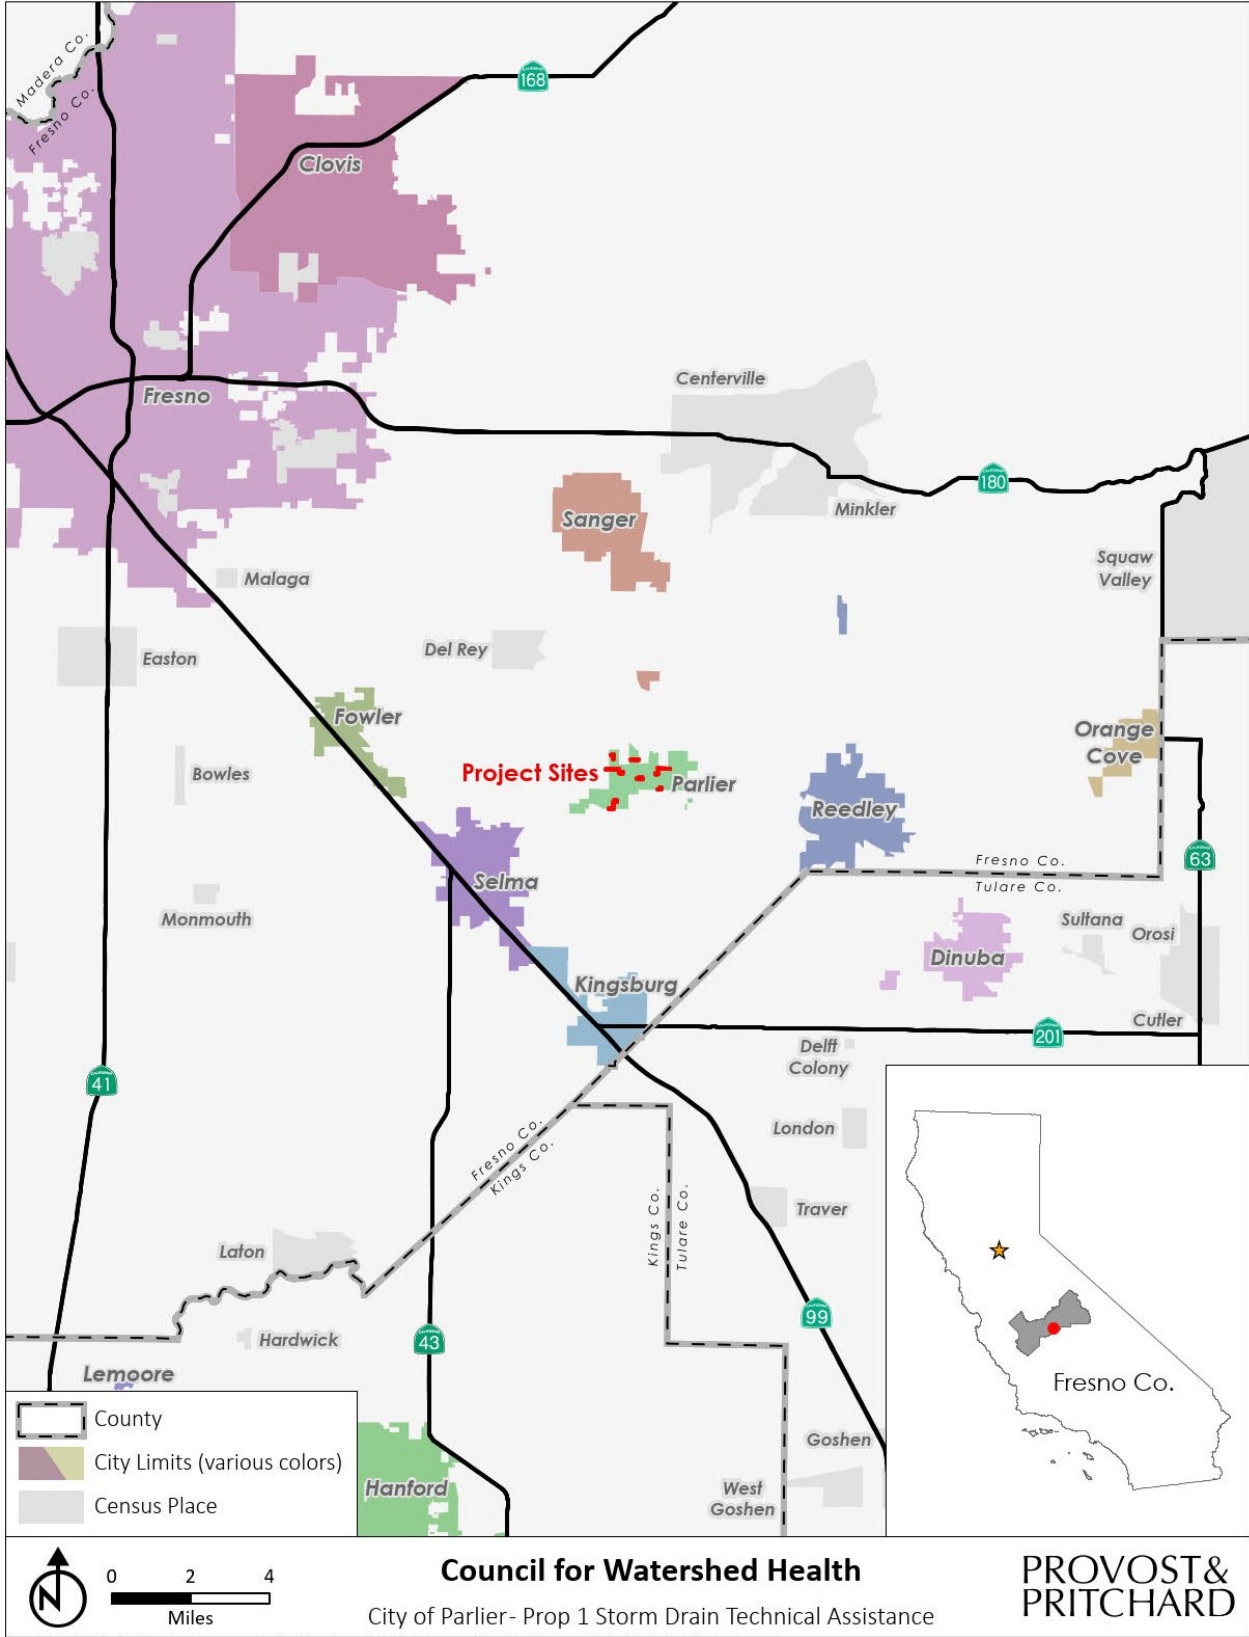 Madera Co.
Fresno Co.
168
Clovis
Fresno
Centerville
180
Minkler
Sanger
Squaw
Valley
Malaga
Del Rey
Easton
Fowler
Orange
Cove
Bowles
Project Sites
Parlier
Reedley
63
Fresno Co.
Tulare Co.
Selma
Monmouth
Sultana
Orosi
Dinuba
Kingsburg
Cutler
201
Delft
Colony
41
London
Fresno Co.
Kings Co.
Kings Co.
Tulare Co.
Traver
Laton
99
Hardwick
43
Lemoore
Fresno Co.
County
City Limits (various colors)
Census Place
Goshen
Hanford
West
Goshen
N
0 2 4
Miles
Council for Watershed Health
City of Parlier- Prop 1 Storm Drain Technical Assistance
PROVOST&
PRITCHARD